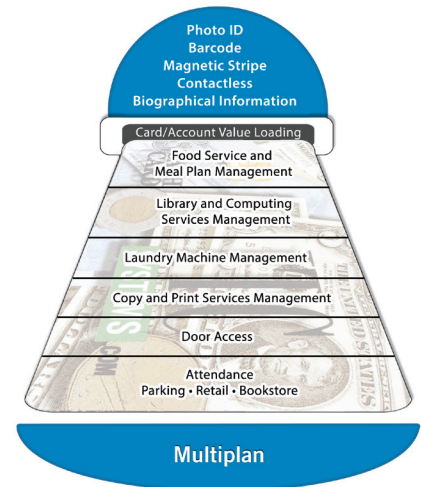 Photo ID
Barcode
Magnetic Stripe
Contactless
Biographical Information
Card/Account Value Loading
Food Service and
Meal Plan Management
Library and Computing
Services Management
Laundry Machine Management
Copy and Print Services Management
Door Access
Attendance
Parking • Retail • Bookstore
Multiplan